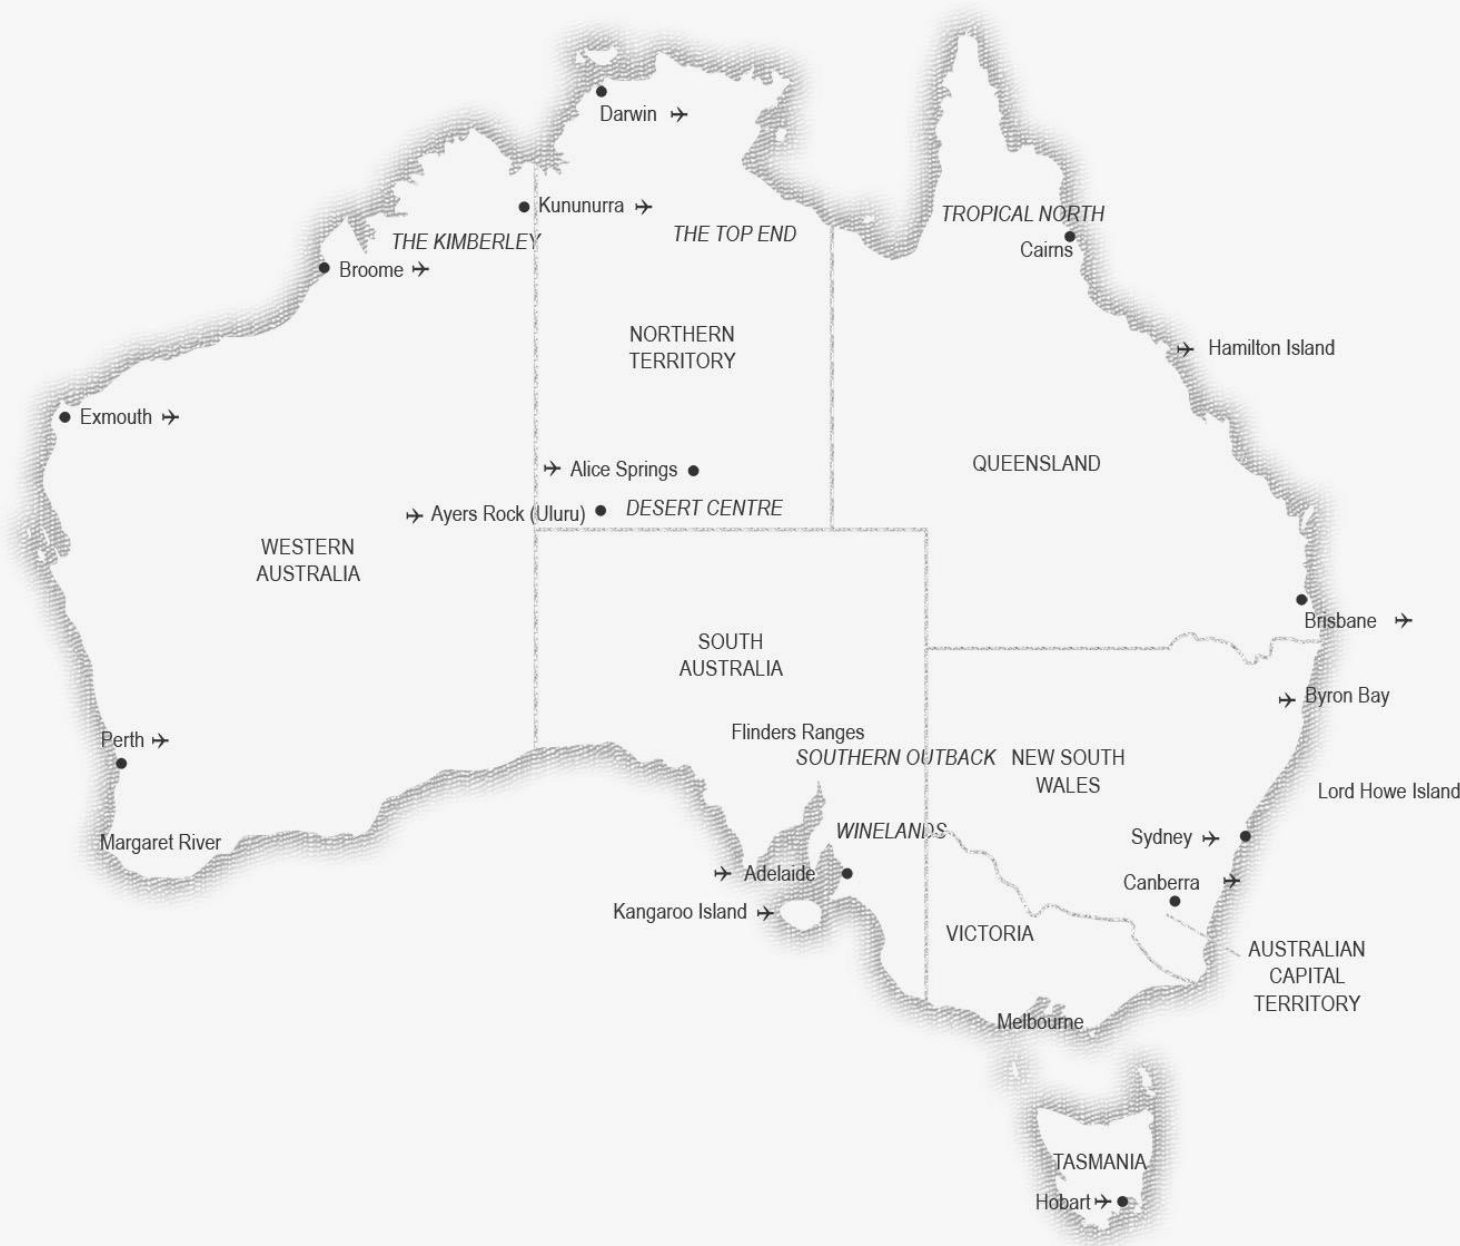 Darwin
Kununurra
TROPICAL NORTH
THE TOP END
THE KIMBERLEY
Cairns
Broome
NORTHERN
TERRITORY
Hamilton Island
Exmouth
QUEENSLAND
Alice Springs
DESERT CENTRE
Ayers Rock (Uluru)
WESTERN
AUSTRALIA
Brisbane
SOUTH
AUSTRALIA
Byron Bay
Flinders Ranges
Perth
SOUTHERN OUTBACK
NEW SOUTH
WALES
Lord Howe Island
WINELANDS
Sydney
Margaret River
Adelaide
Canberra
Kangaroo Island
VICTORIA
AUSTRALIAN
CAPITAL
TERRITORY
Melbourne
TASMANIA
Hobart